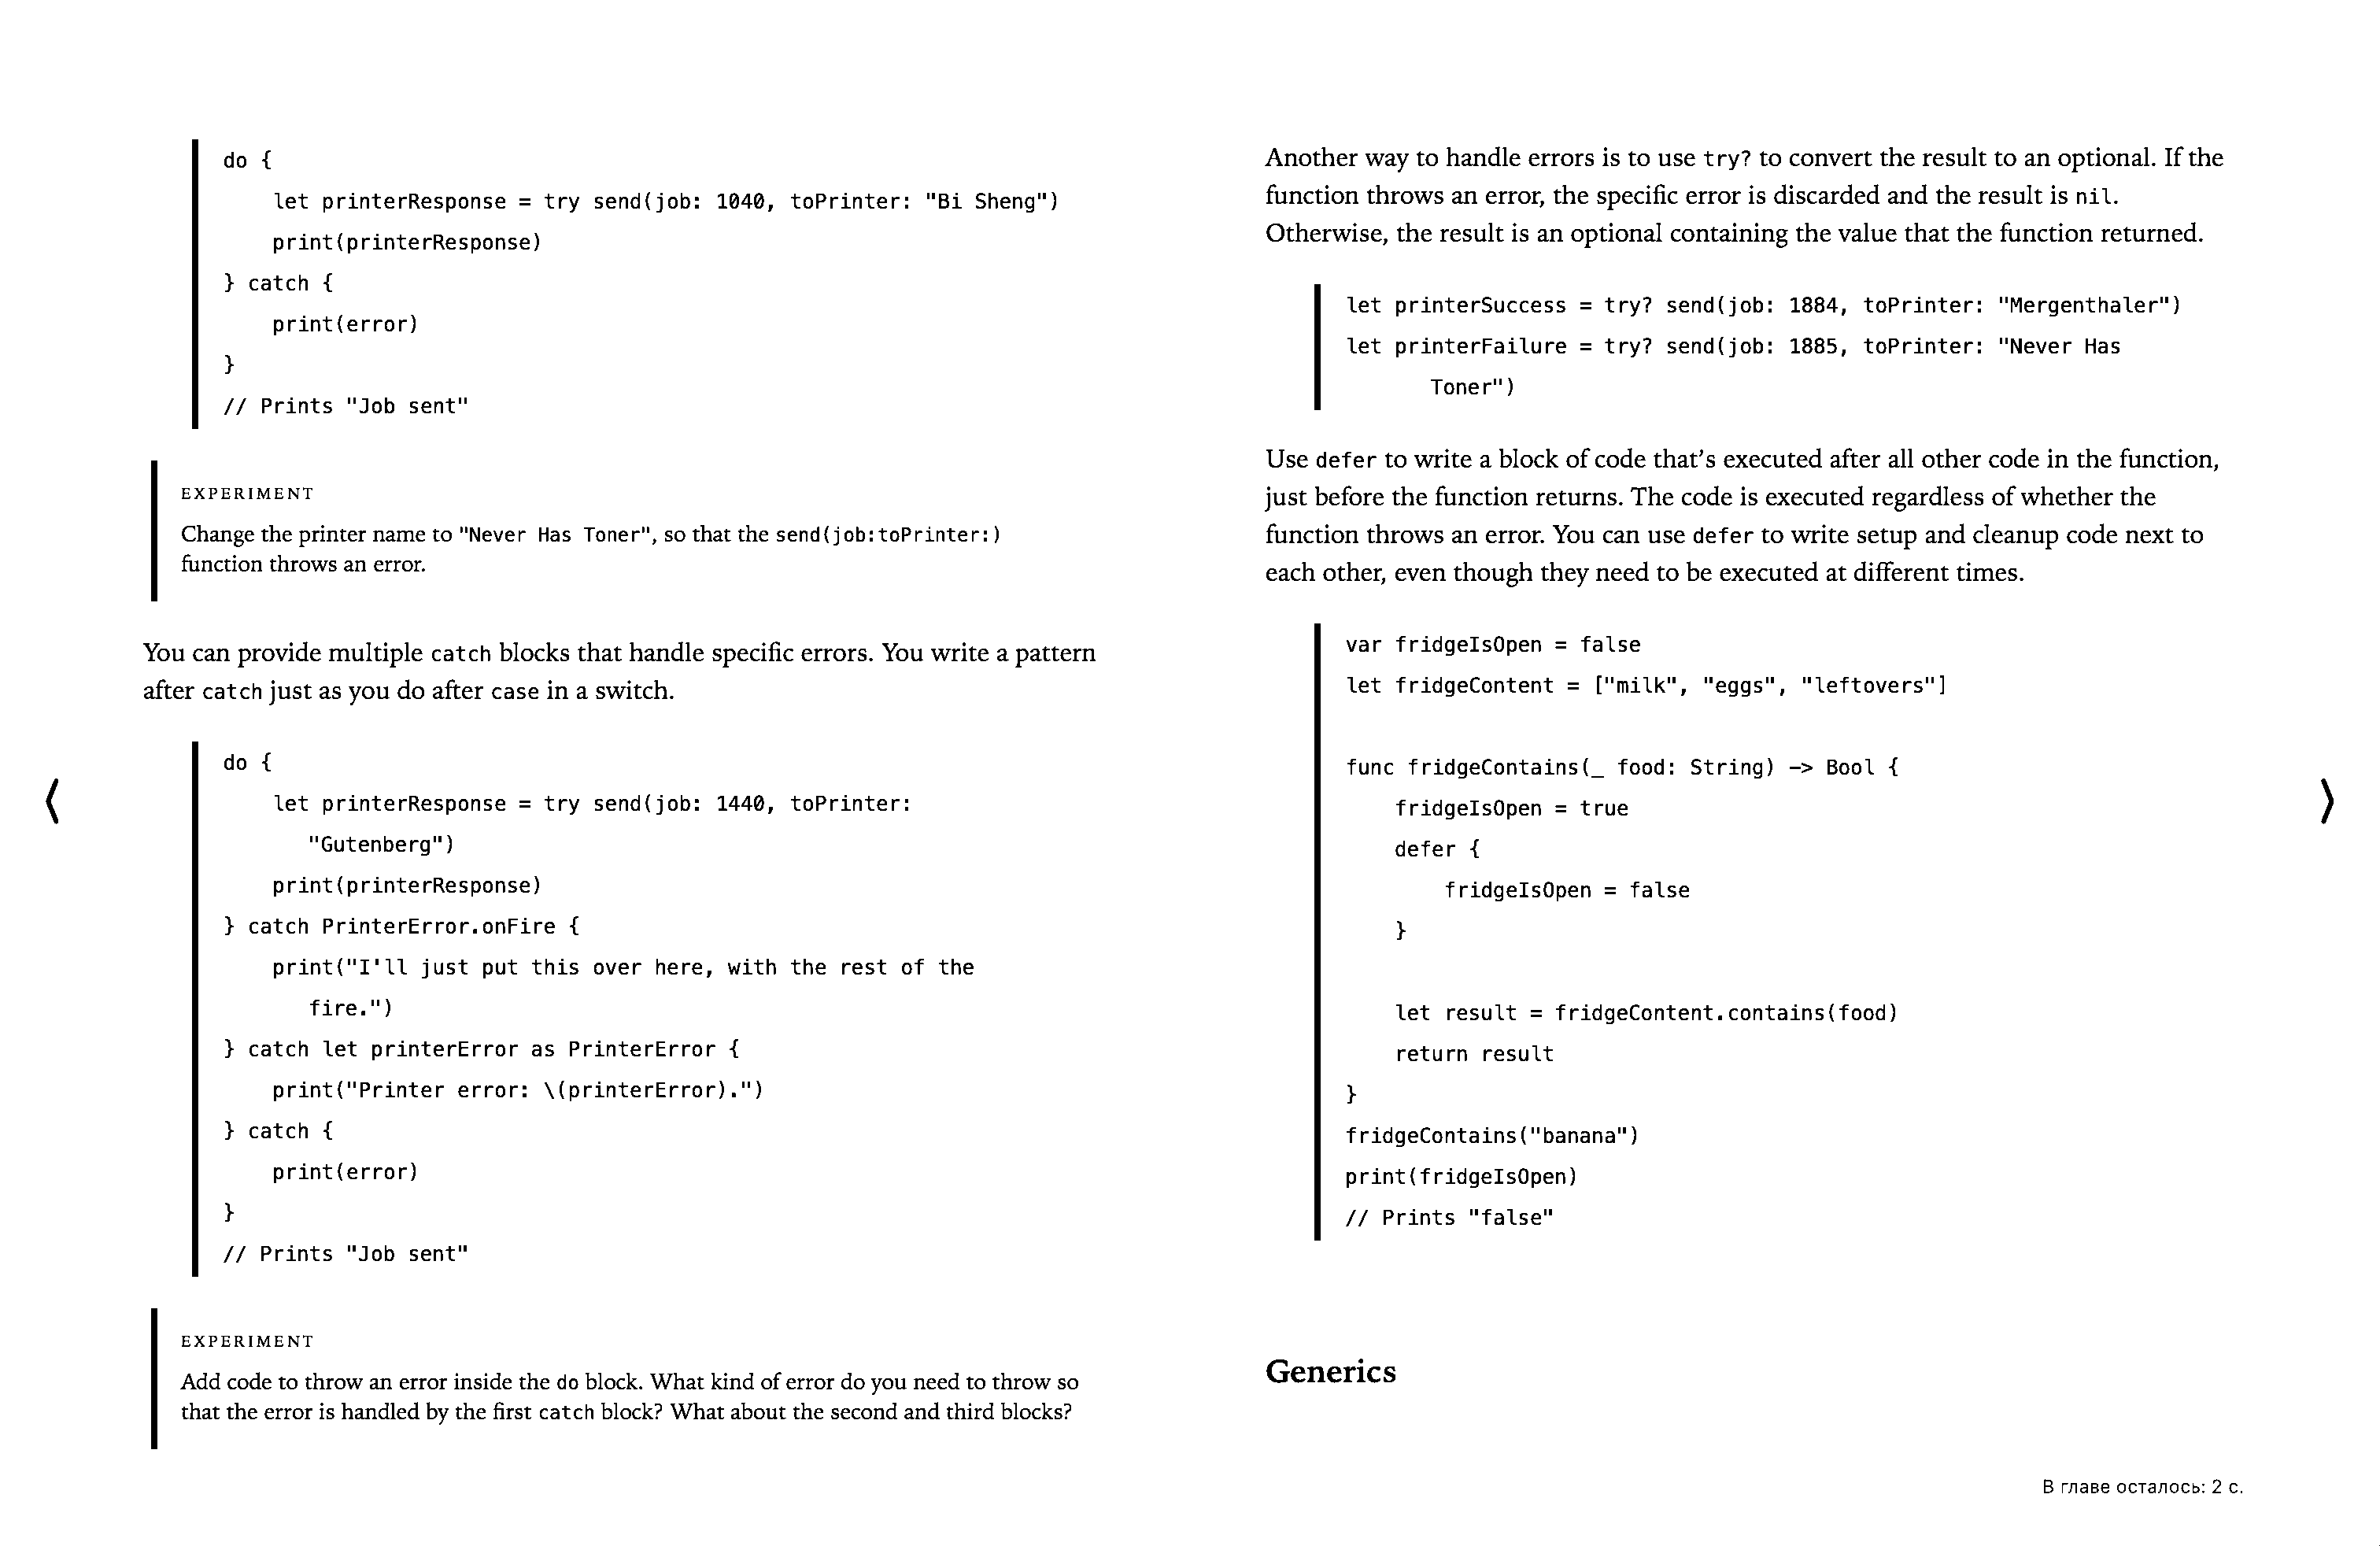 do {
    let printerResponse = try send(job: 1040, toPrinter: "Bi Sheng")
    print(printerResponse)
} catch {
    print(error)
}
// Prints "Job sent"
EXPERIMENT
Change the printer name to "Never Has Toner", so that the send(job:toPrinter:)
function throws an error.
You can provide multiple catch blocks that handle specific errors. You write a pattern
after catch just as you do after case in a switch.
do {
    let printerResponse = try send(job: 1440, toPrinter:
       "Gutenberg")
    print(printerResponse)
} catch PrinterError.onFire {
    print("I'll just put this over here, with the rest of the
       fire.")
} catch let printerError as PrinterError {
    print("Printer error: \(printerError).")
} catch {
    print(error)
}
// Prints "Job sent"
EXPERIMENT
Add code to throw an error inside the do block. What kind of error do you need to throw so
that the error is handled by the first catch block? What about the second and third blocks?
Another way to handle errors is to use try? to convert the result to an optional. If the
function throws an error, the specific error is discarded and the result is nil.
Otherwise, the result is an optional containing the value that the function returned.
let printerSuccess = try? send(job: 1884, toPrinter: "Mergenthaler")
let printerFailure = try? send(job: 1885, toPrinter: "Never Has
       Toner")
Use defer to write a block of code that's executed after all other code in the function,
just before the function returns. The code is executed regardless of whether the
function throws an error. You can use defer to write setup and cleanup code next to
each other, even though they need to be executed at different times.
var fridgeIsOpen = false
let fridgeContent = ["milk", "eggs", "leftovers"]
func fridgeContains(_ food: String) -> Bool {
    fridgeIsOpen = true
    defer {
        fridgeIsOpen = false
    }
    let result = fridgeContent.contains(food)
    return result
}
fridgeContains("banana")
print(fridgeIsOpen)
// Prints "false"
Generics
В главе осталось: 2 с.